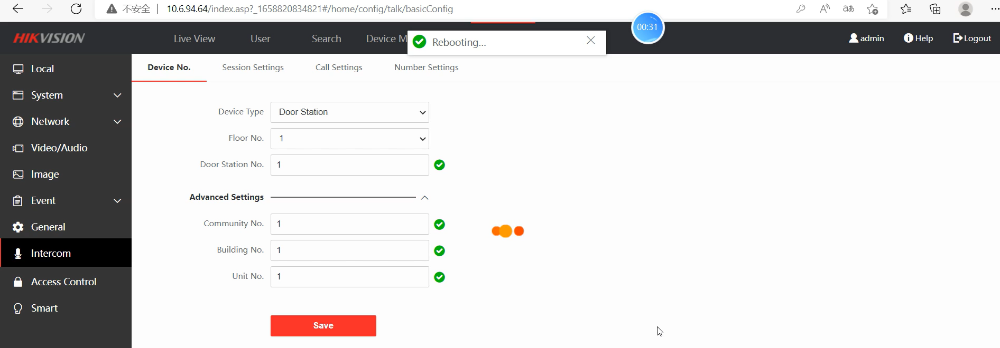 不安全 | 10.6.94.64/index.asp?_1658820834821#/home/config/talk/basicConfig
00:31
HIKVISION Live View User Search Device M Rebooting... admin Help Logout
Device No. Session Settings Call Settings Number Settings
Local
System
Network
Video/Audio
Image
Event
General
Intercom
Access Control
Smart
Device Type Door Station
Floor No. 1
Door Station No. 1
Advanced Settings
Community No. 1
Building No. 1
Unit No. 1
Save